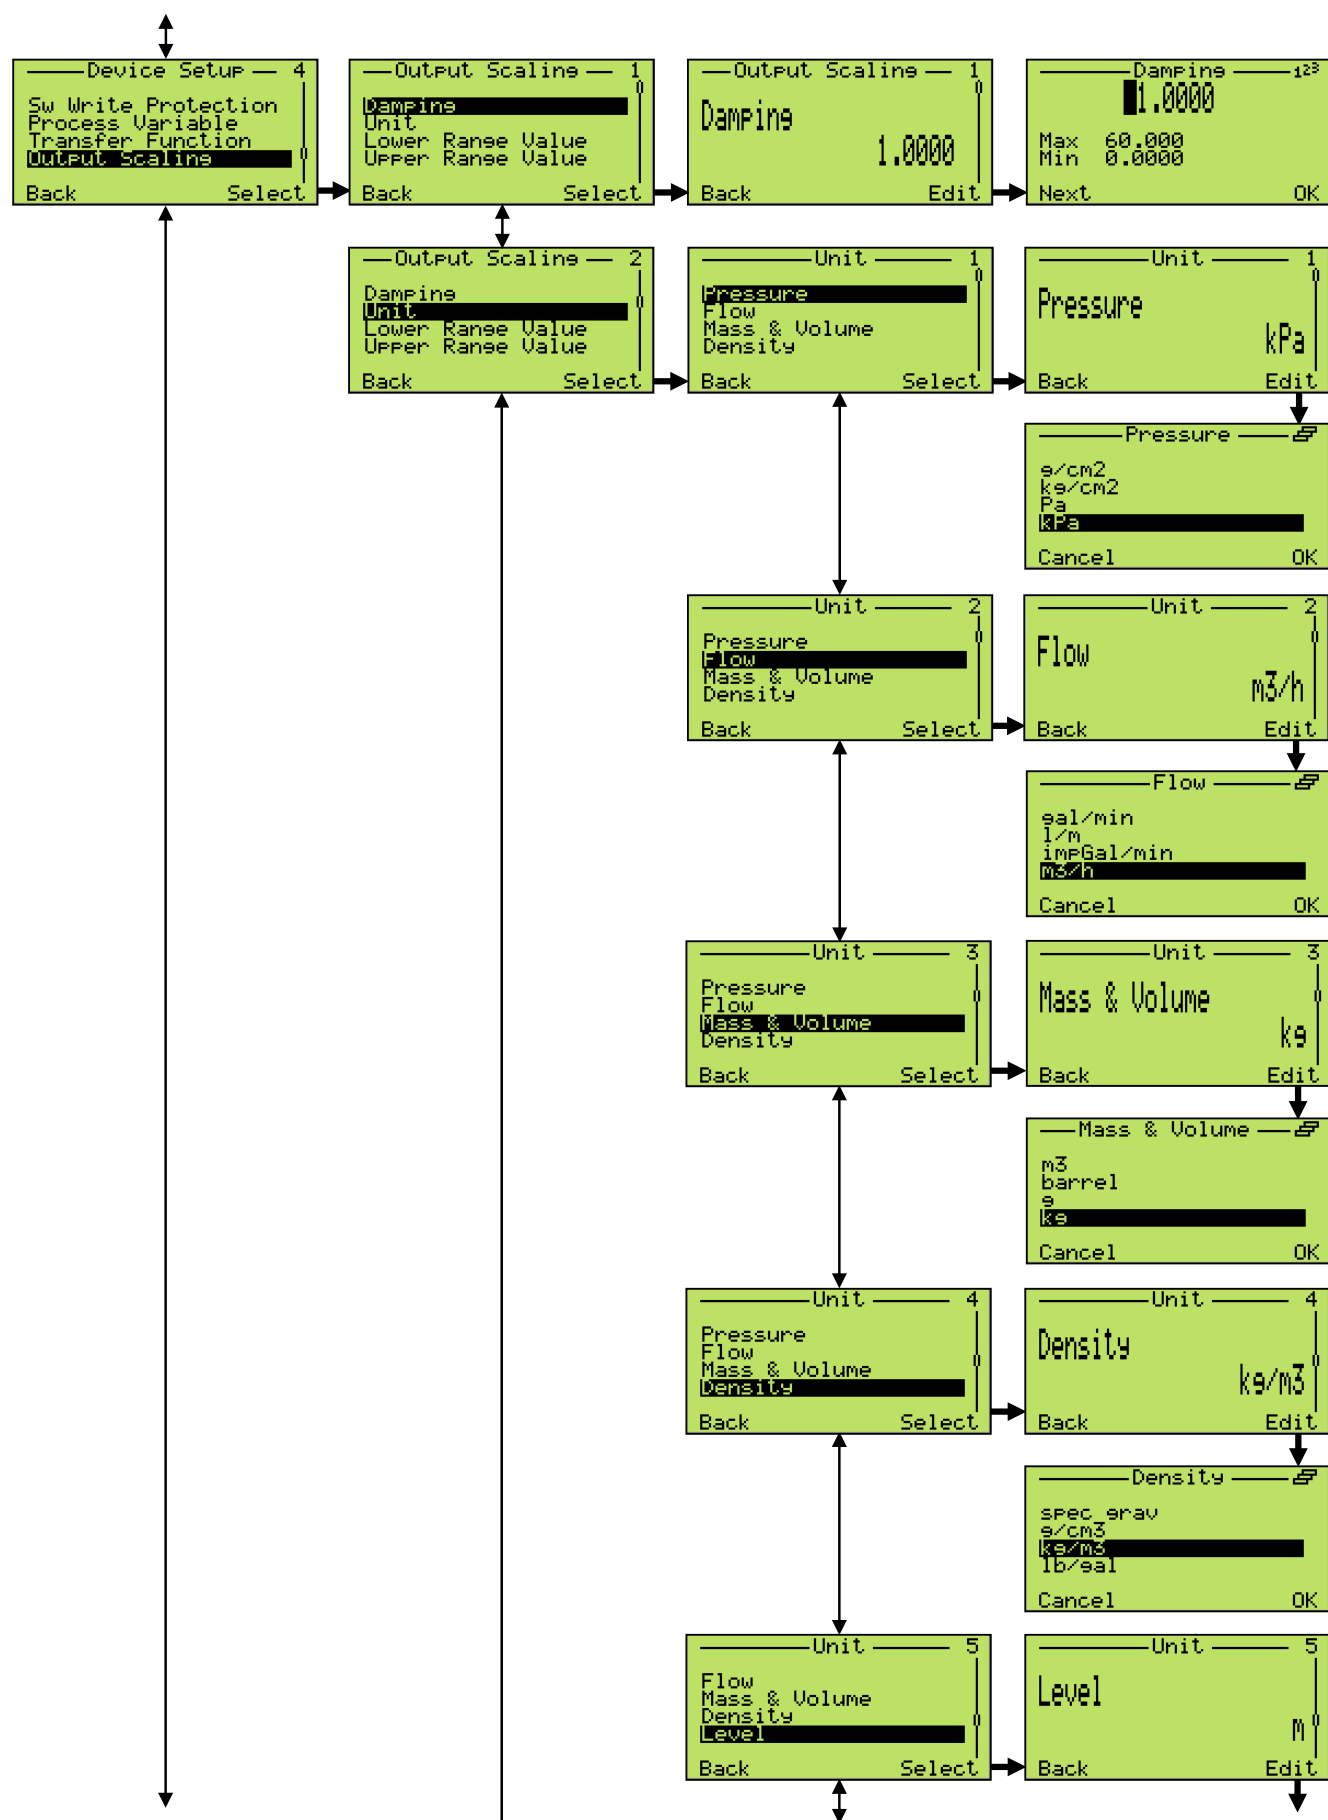 Device Setup 4
Sw Write Protection
Process Variable
Transfer Function
Output Scaling
Back Select
Output Scaling 1
Damping
Unit
Lower Range Value
Upper Range Value
Back Select
Output Scaling 1
Damping
1.0000
Back Edit
Damping 123
1.0000
Max 60.000
Min 0.0000
Next OK
Output Scaling 2
Damping
Unit
Lower Range Value
Upper Range Value
Back Select
Unit 1
Pressure
Flow
Mass & Volume
Density
Back Select
Unit 1
Pressure
kPa
Back Edit
Pressure
g/cm2
kg/cm2
Pa
kPa
Cancel OK
Unit 2
Pressure
Flow
Mass & Volume
Density
Back Select
Unit 2
Flow
m3/h
Back Edit
Flow
gal/min
l/m
impGal/min
m3/h
Cancel OK
Unit 3
Pressure
Flow
Mass & Volume
Density
Back Select
Unit 3
Mass & Volume
kg
Back Edit
Mass & Volume
m3
barrel
g
kg
Cancel OK
Unit 4
Pressure
Flow
Mass & Volume
Density
Back Select
Unit 4
Density
kg/m3
Back Edit
Density
spec grav
g/cm3
kg/m3
lb/gal
Cancel OK
Unit 5
Flow
Mass & Volume
Density
Level
Back Select
Unit 5
Level
m
Back Edit